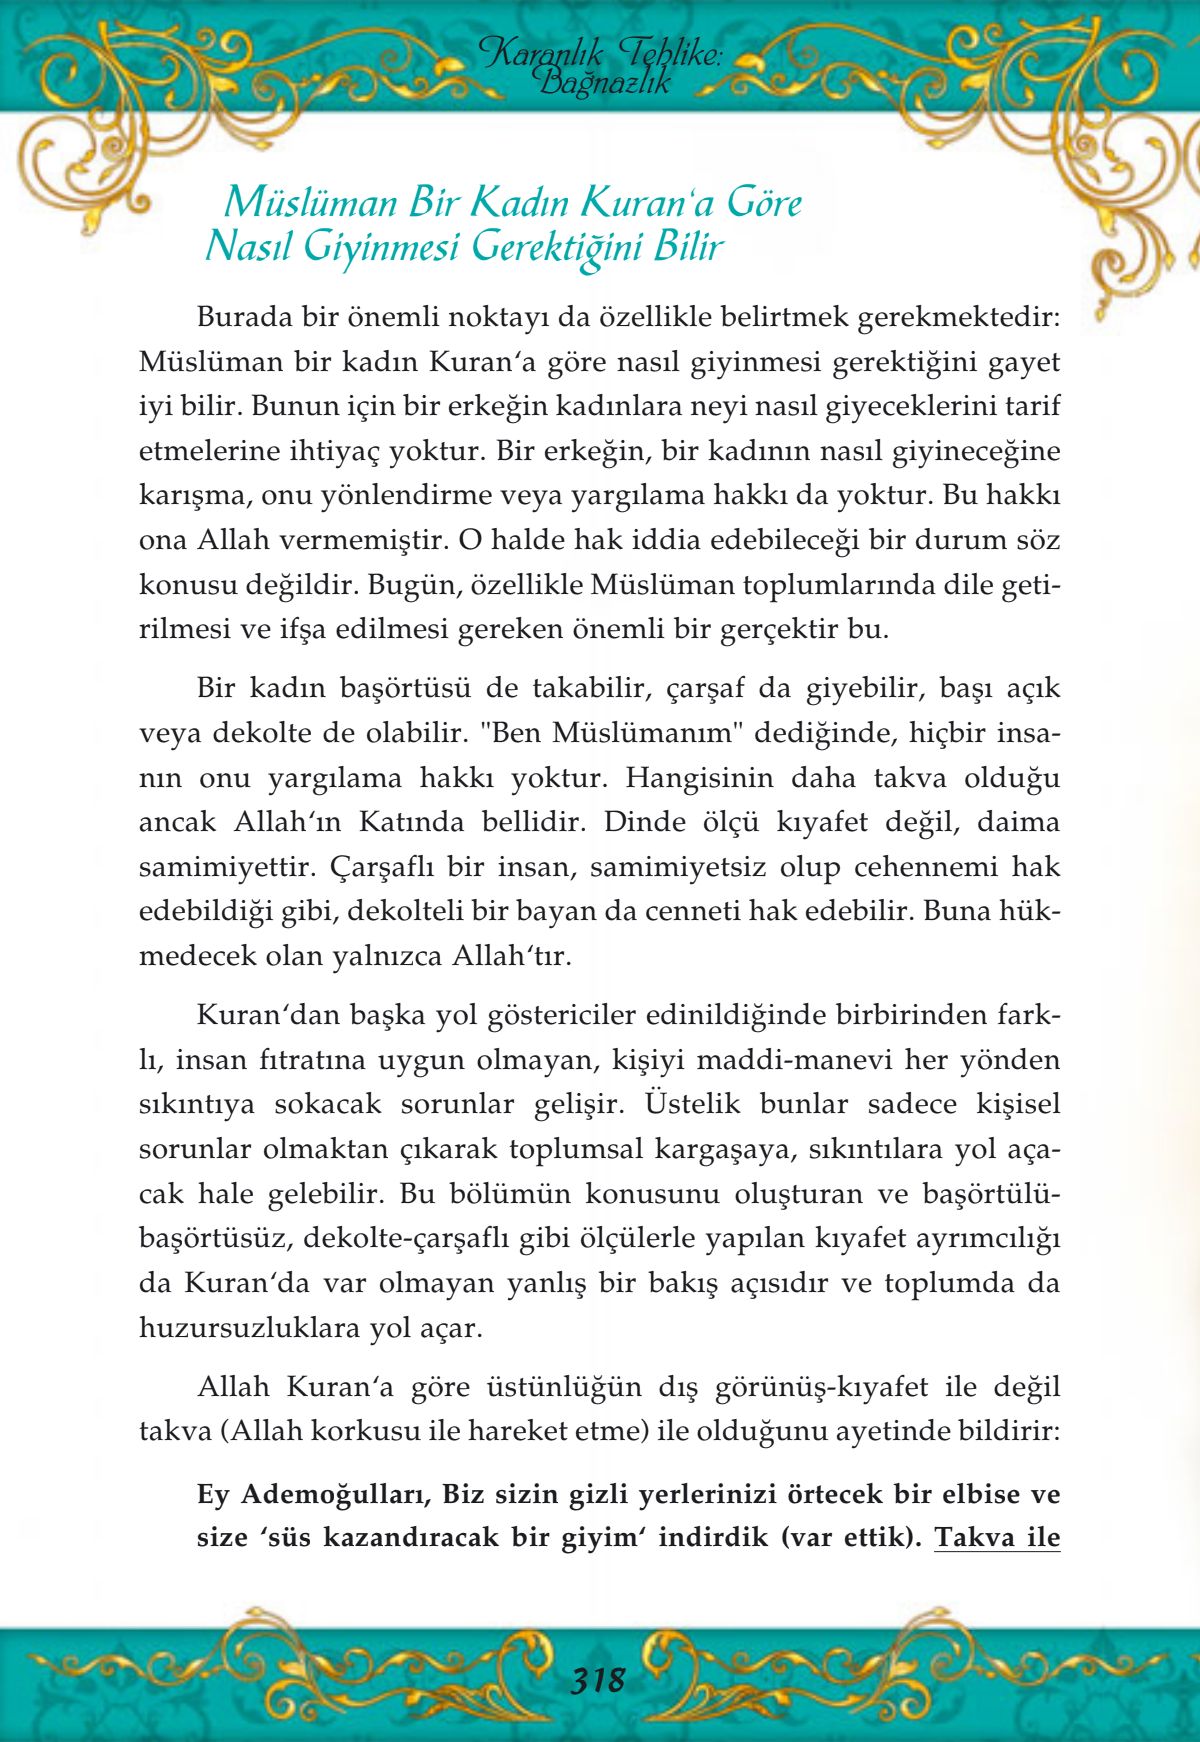 Karanlık Tehlike:
Bağnazlık
Müslüman Bir Kadın Kuran‘a Göre
Nasıl Giyinmesi Gerektiğini Bilir
Burada bir önemli noktayı da özellikle belirtmek gerekmektedir:
Müslüman bir kadın Kuran‘a göre nasıl giyinmesi gerektiğini gayet
iyi bilir. Bunun için bir erkeğin kadınlara neyi nasıl giyeceklerini tarif
etmelerine ihtiyaç yoktur. Bir erkeğin, bir kadının nasıl giyineceğine
karışma, onu yönlendirme veya yargılama hakkı da yoktur. Bu hakkı
ona Allah vermemiştir. O halde hak iddia edebileceği bir durum söz
konusu değildir. Bugün, özellikle Müslüman toplumlarında dile geti-
rilmesi ve ifşa edilmesi gereken önemli bir gerçektir bu.
Bir kadın başörtüsü de takabilir, çarşaf da giyebilir, başı açık
veya dekolte de olabilir. "Ben Müslümanım" dediğinde, hiçbir insa-
nın onu yargılama hakkı yoktur. Hangisinin daha takva olduğu
ancak Allah‘ın Katında bellidir. Dinde ölçü kıyafet değil, daima
samimiyettir. Çarşaflı bir insan, samimiyetsiz olup cehennemi hak
edebildiği gibi, dekolteli bir bayan da cenneti hak edebilir. Buna hük-
medecek olan yalnızca Allah‘tır.
Kuran‘dan başka yol göstericiler edinildiğinde birbirinden fark-
lı, insan fıtratına uygun olmayan, kişiyi maddi-manevi her yönden
sıkıntıya sokacak sorunlar gelişir. Üstelik bunlar sadece kişisel
sorunlar olmaktan çıkarak toplumsal kargaşaya, sıkıntılara yol aça-
cak hale gelebilir. Bu bölümün konusunu oluşturan ve başörtülü-
başörtüsüz, dekolte-çarşaflı gibi ölçülerle yapılan kıyafet ayrımcılığı
da Kuran‘da var olmayan yanlış bir bakış açısıdır ve toplumda da
huzursuzluklara yol açar.
Allah Kuran‘a göre üstünlüğün dış görünüş-kıyafet ile değil
takva (Allah korkusu ile hareket etme) ile olduğunu ayetinde bildirir:
Ey Ademoğulları, Biz sizin gizli yerlerinizi örtecek bir elbise ve
size ‘süs kazandıracak bir giyim‘ indirdik (var ettik). Takva ile
318